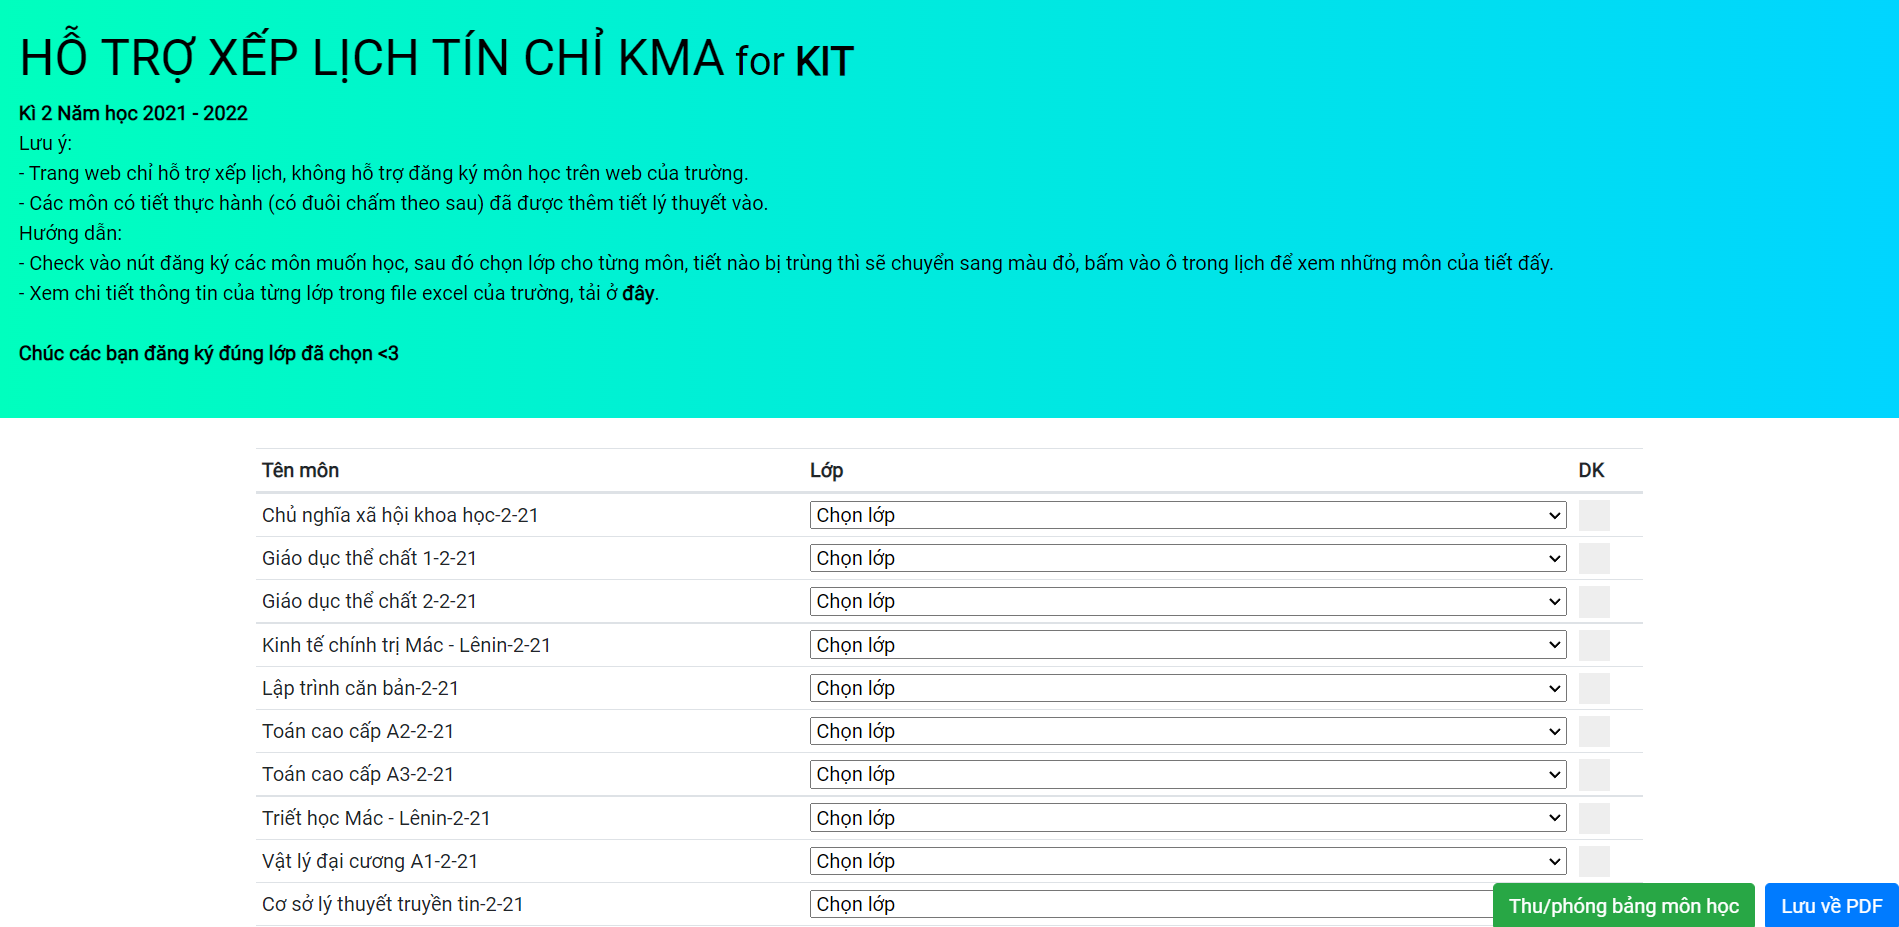 HỖ TRỢ XẾP LỊCH TÍN CHỈ KMA for KIT
Kì 2 Năm học 2021 - 2022
Lưu ý:
- Trang web chỉ hỗ trợ xếp lịch, không hỗ trợ đăng ký môn học trên web của trường.
- Các môn có tiết thực hành (có đuôi chấm theo sau) đã được thêm tiết lý thuyết vào.
Hướng dẫn:
- Check vào nút đăng ký các môn muốn học, sau đó chọn lớp cho từng môn, tiết nào bị trùng thì sẽ chuyển sang màu đỏ, bấm vào ô trong lịch để xem những môn của tiết đấy.
- Xem chi tiết thông tin của từng lớp trong file excel của trường, tải ở đây.
Chúc các bạn đăng ký đúng lớp đã chọn <3
Tên môn Lớp DK
Chủ nghĩa xã hội khoa học-2-21 Chọn lớp
Giáo dục thể chất 1-2-21 Chọn lớp
Giáo dục thể chất 2-2-21 Chọn lớp
Kinh tế chính trị Mác - Lênin-2-21 Chọn lớp
Lập trình căn bản-2-21 Chọn lớp
Toán cao cấp A2-2-21 Chọn lớp
Toán cao cấp A3-2-21 Chọn lớp
Triết học Mác - Lênin-2-21 Chọn lớp
Vật lý đại cương A1-2-21 Chọn lớp
Cơ sở lý thuyết truyền tin-2-21 Chọn lớp
Thu/phóng bảng môn học Lưu về PDF